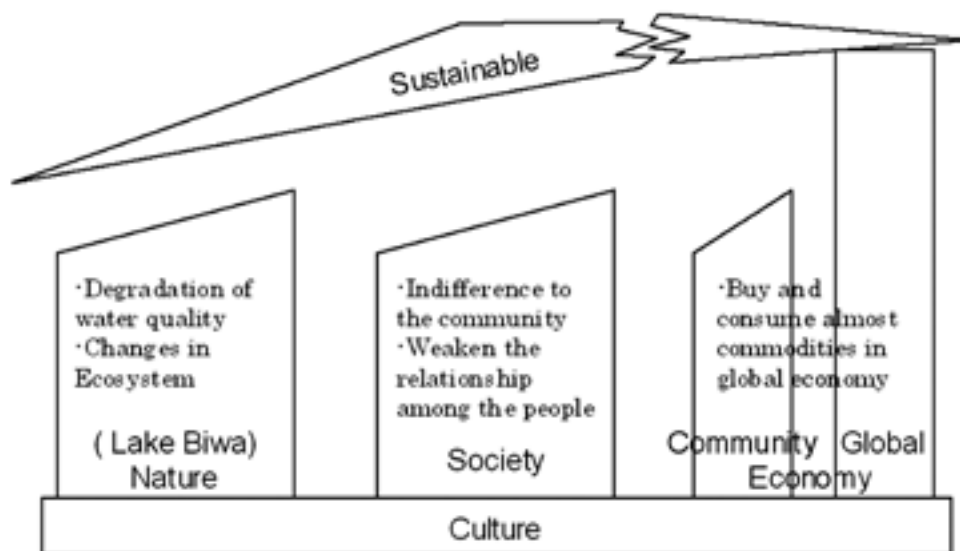 Sustainable
·Degradation of
water quality
·Changes in
Ecosystem
( Lake Biwa)
Nature
·Indifference to
the community
·Weaken the
relationship
among the people
Society
·Buy and
consume almost
commodities in
global economy
Community Global
Economy
Culture